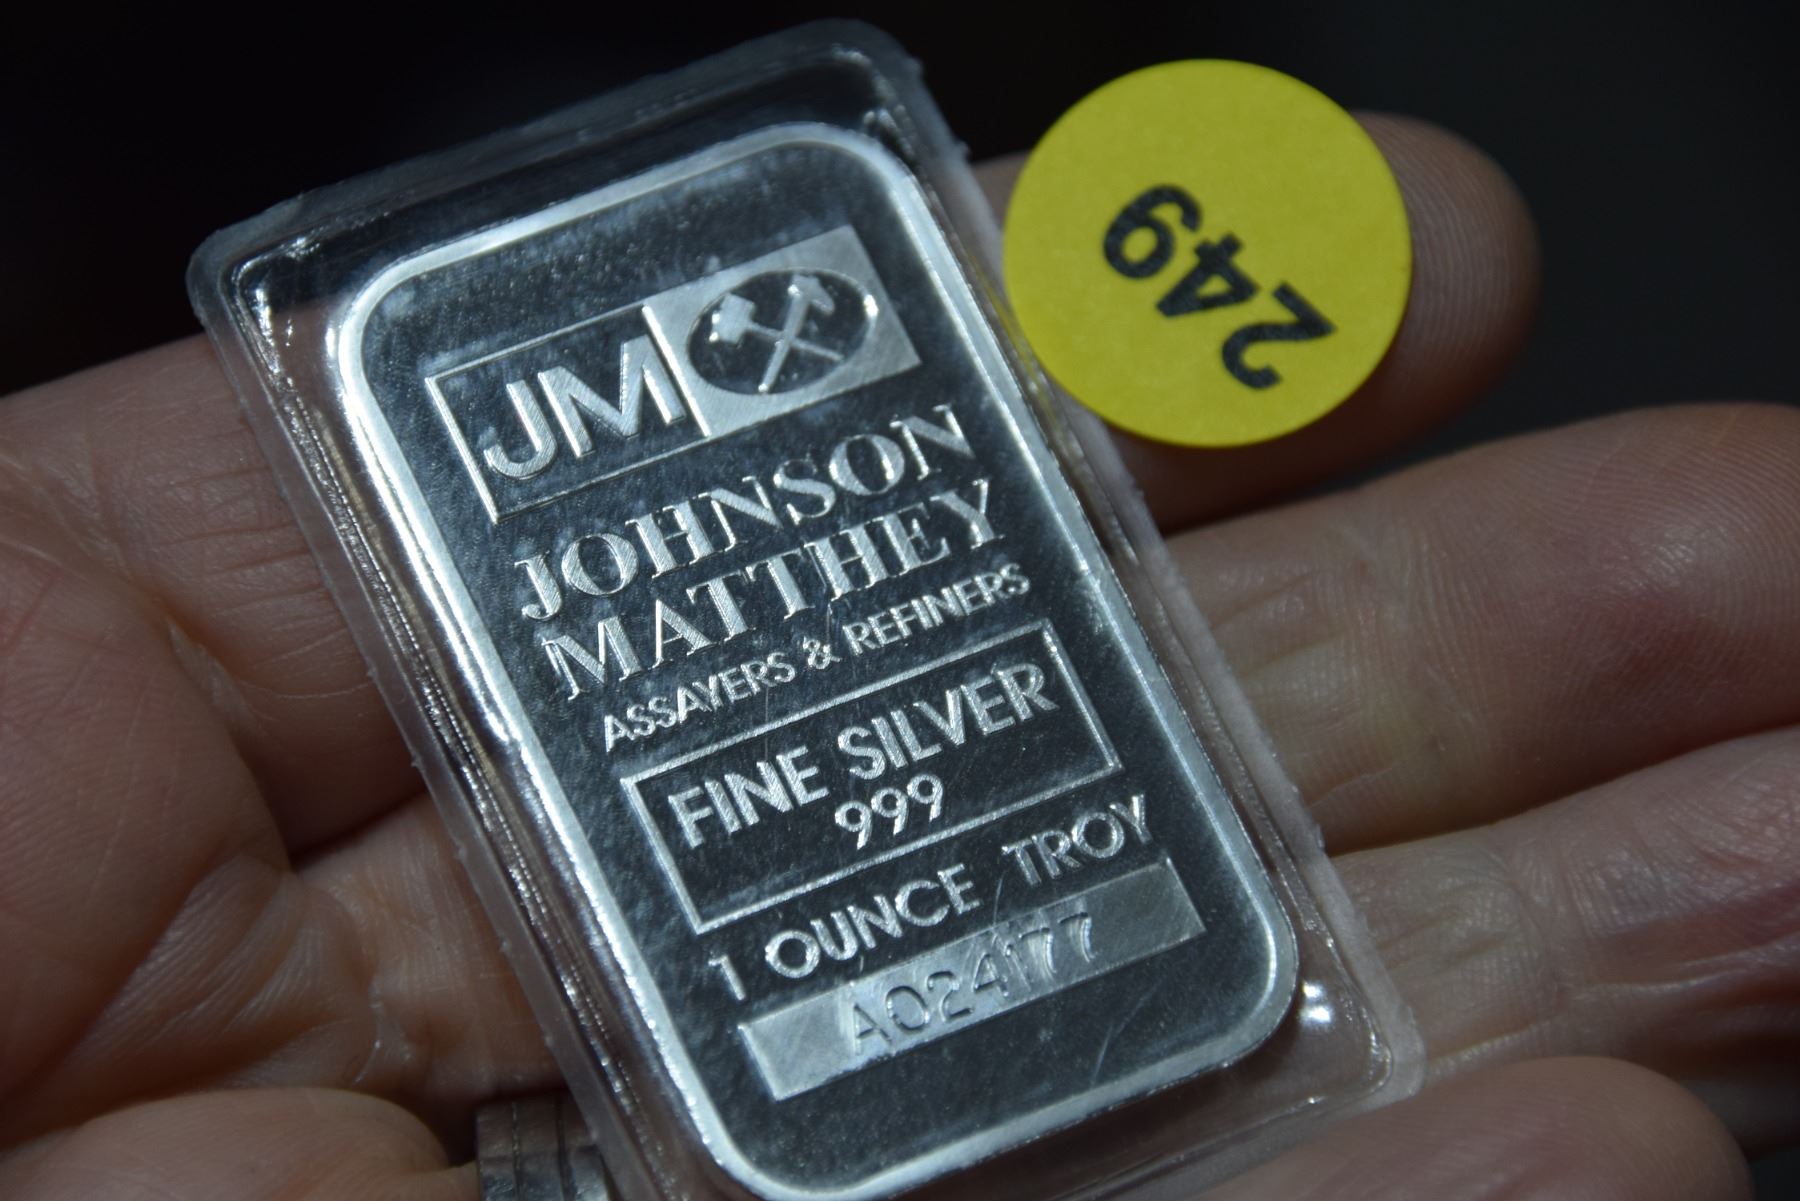 JM
JOHNSON
MATTHEY
ASSAYERS & REFINERS
FINE SILVER
999
1 OUNCE TROY
A024177
249